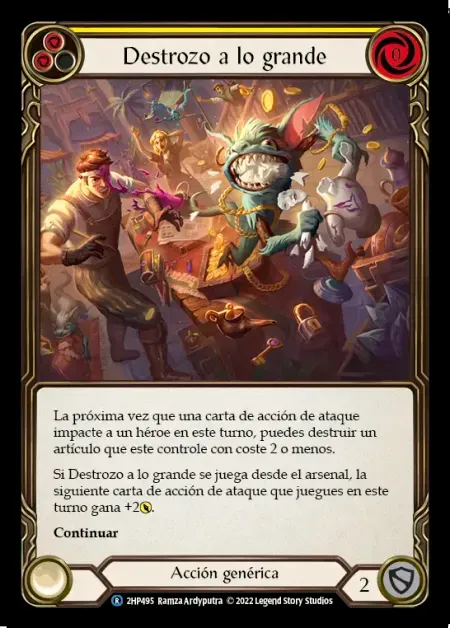 0
Destrozo a lo grande
La próxima vez que una carta de acción de ataque
impacte a un héroe en este turno, puedes destruir un
artículo que este controle con coste 2 o menos.
Si Destrozo a lo grande se juega desde el arsenal, la
siguiente carta de acción de ataque que juegues en este
turno gana +2.
Continuar
Acción genérica
2
R 2HP495 Ramza Ardyputra © 2022 Legend Story Studios